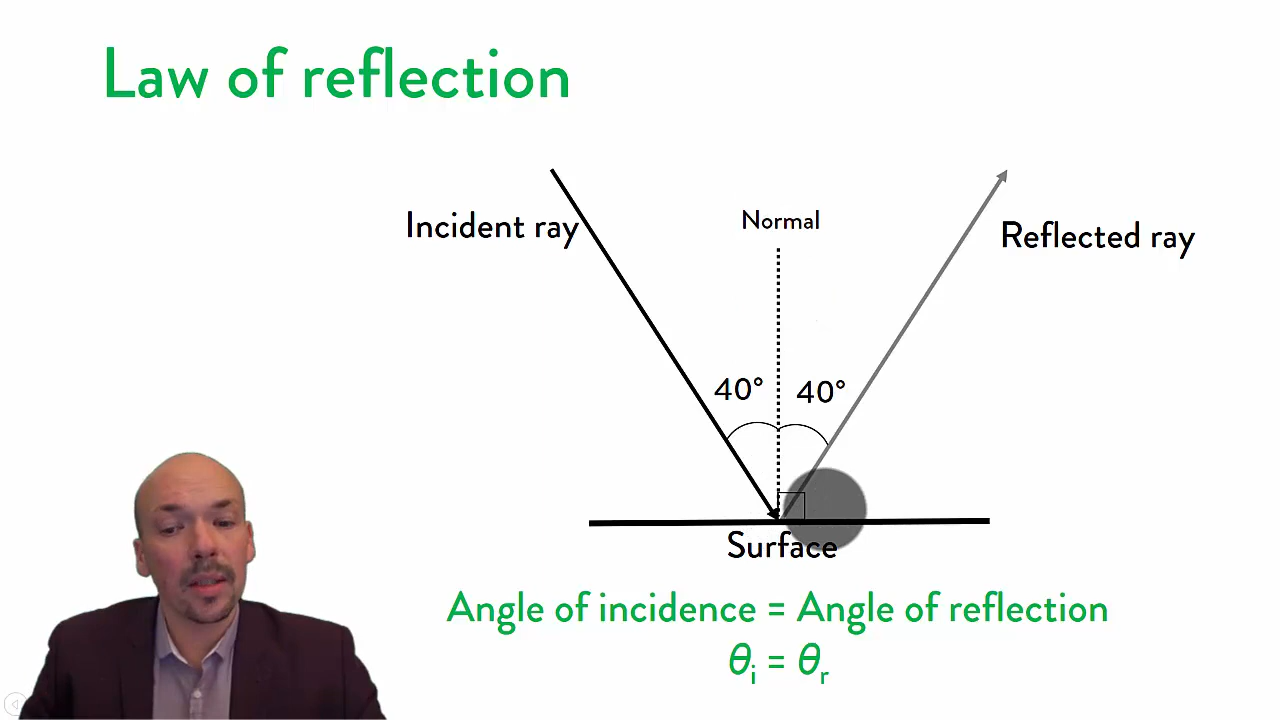 Law of reflection
Incident ray
Normal
Reflected ray
40° 40°
Surface
Angle of incidence = Angle of reflection
θi = θr